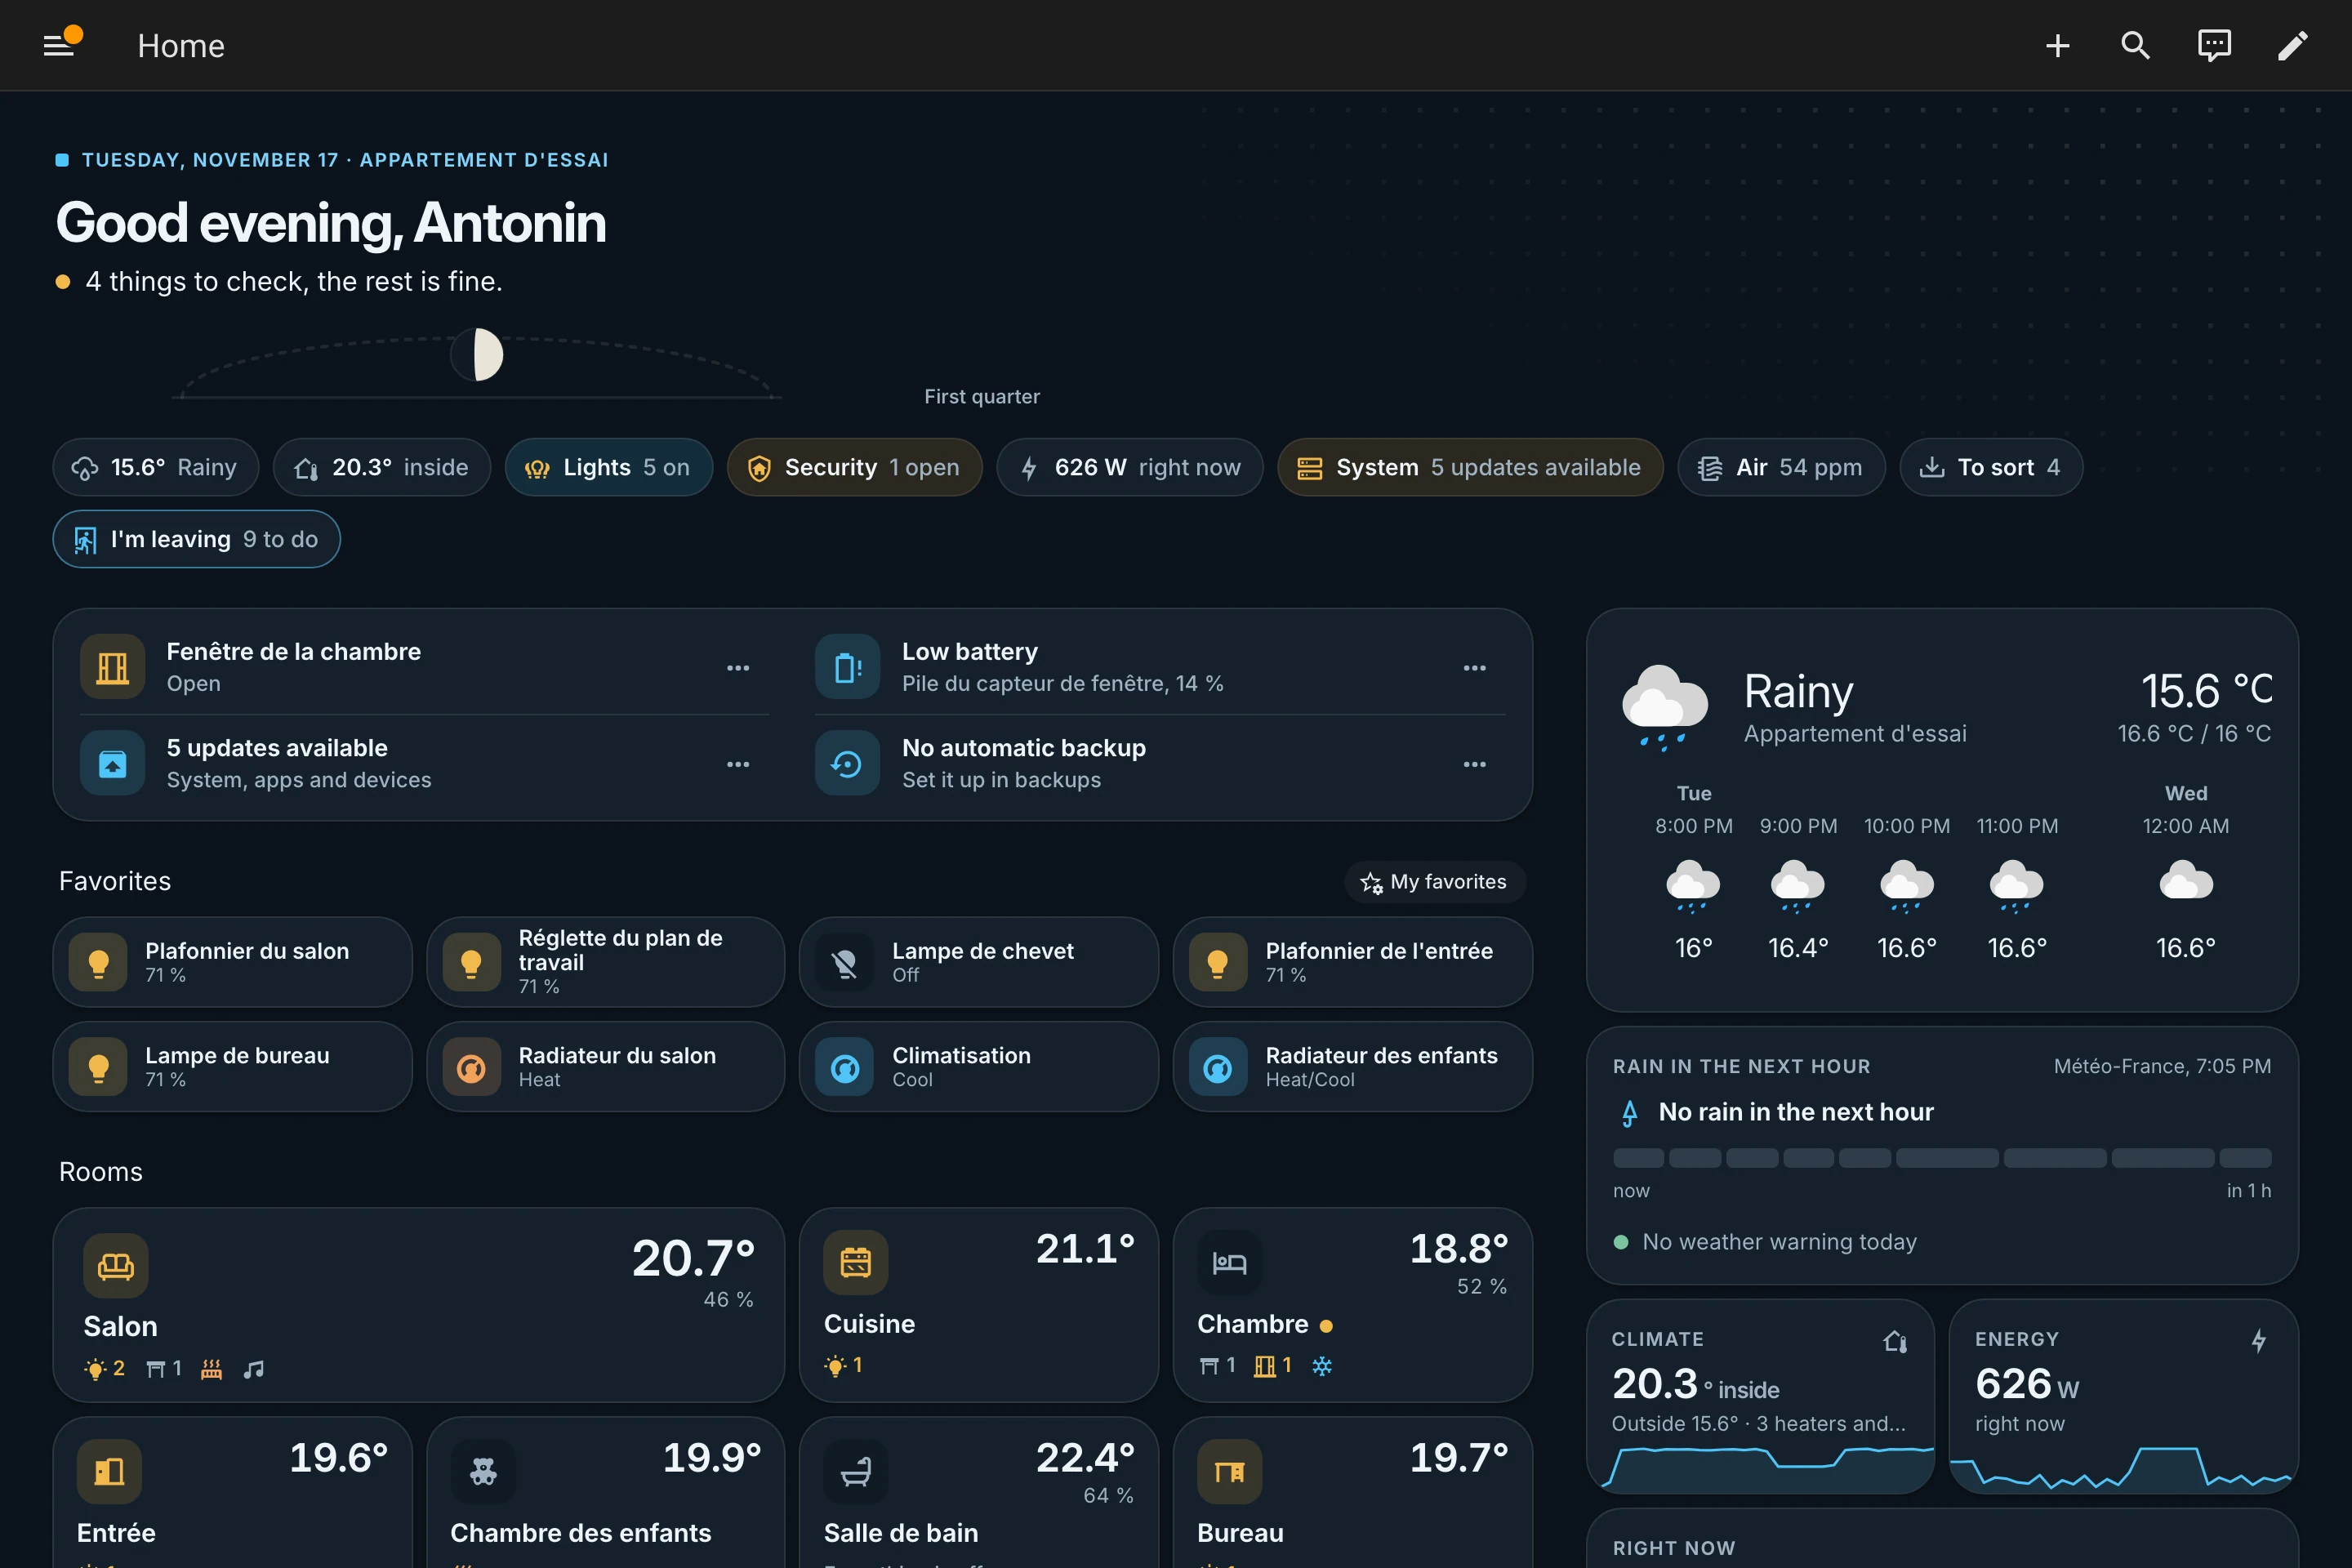 Home
TUESDAY, NOVEMBER 17 · APPARTEMENT D'ESSAI
Good evening, Antonin
4 things to check, the rest is fine.
First quarter
15.6° Rainy
20.3° inside
Lights 5 on
Security 1 open
626 W right now
System 5 updates available
Air 54 ppm
To sort 4
I'm leaving 9 to do
Fenêtre de la chambre
Open
Low battery
Pile du capteur de fenêtre, 14 %
5 updates available
System, apps and devices
No automatic backup
Set it up in backups
Favorites
My favorites
Plafonnier du salon
71 %
Réglette du plan de
travail
71 %
Lampe de chevet
Off
Plafonnier de l'entrée
71 %
Lampe de bureau
71 %
Radiateur du salon
Heat
Climatisation
Cool
Radiateur des enfants
Heat/Cool
Rooms
20.7°
46 %
Salon
2 1
21.1°
Cuisine
1
18.8°
52 %
Chambre
1 1
19.6°
Entrée
19.9°
Chambre des enfants
22.4°
64 %
Salle de bain
19.7°
Bureau
Rainy
Appartement d'essai
15.6 °C
16.6 °C / 16 °C
Tue
Wed
8:00 PM 9:00 PM 10:00 PM 11:00 PM 12:00 AM
16° 16.4° 16.6° 16.6° 16.6°
RAIN IN THE NEXT HOUR
Météo-France, 7:05 PM
No rain in the next hour
now
in 1 h
No weather warning today
CLIMATE
20.3 ° inside
Outside 15.6° · 3 heaters and...
ENERGY
626 W
right now
RIGHT NOW